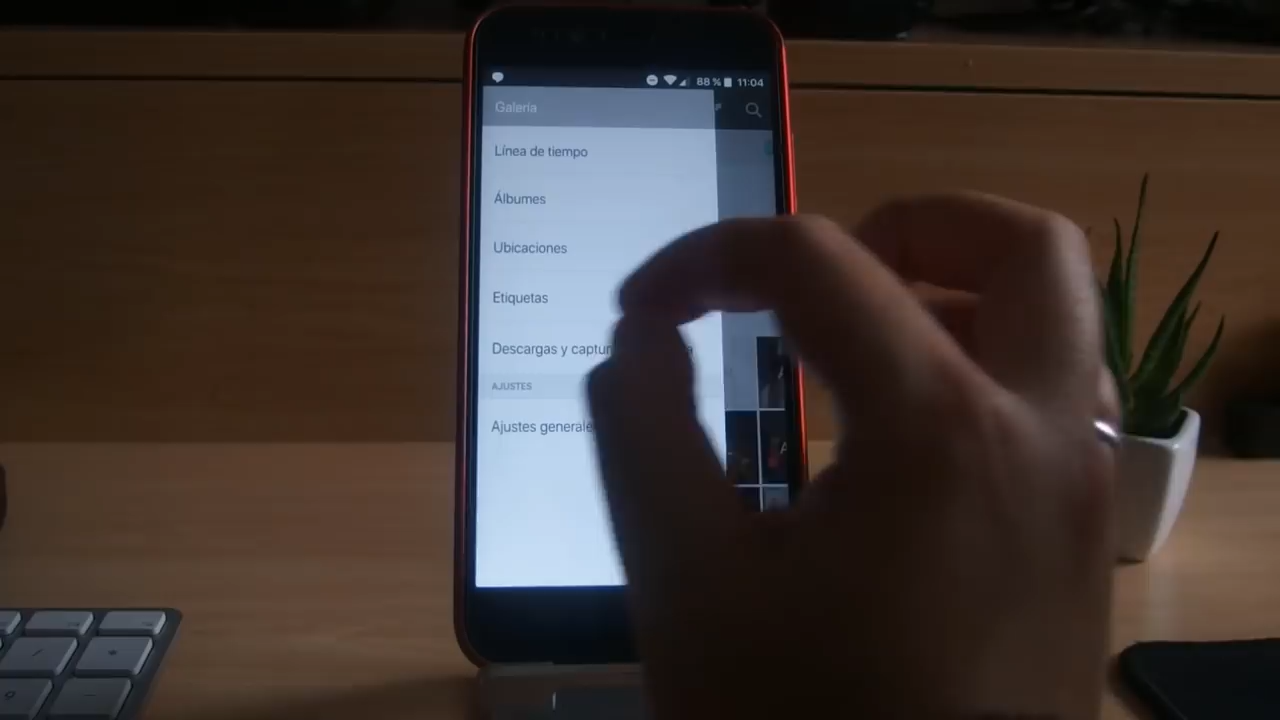 88 % 11:04
Galería
Línea de tiempo
Álbumes
Ubicaciones
Etiquetas
Descargas y captur
AJUSTES
Ajustes generale